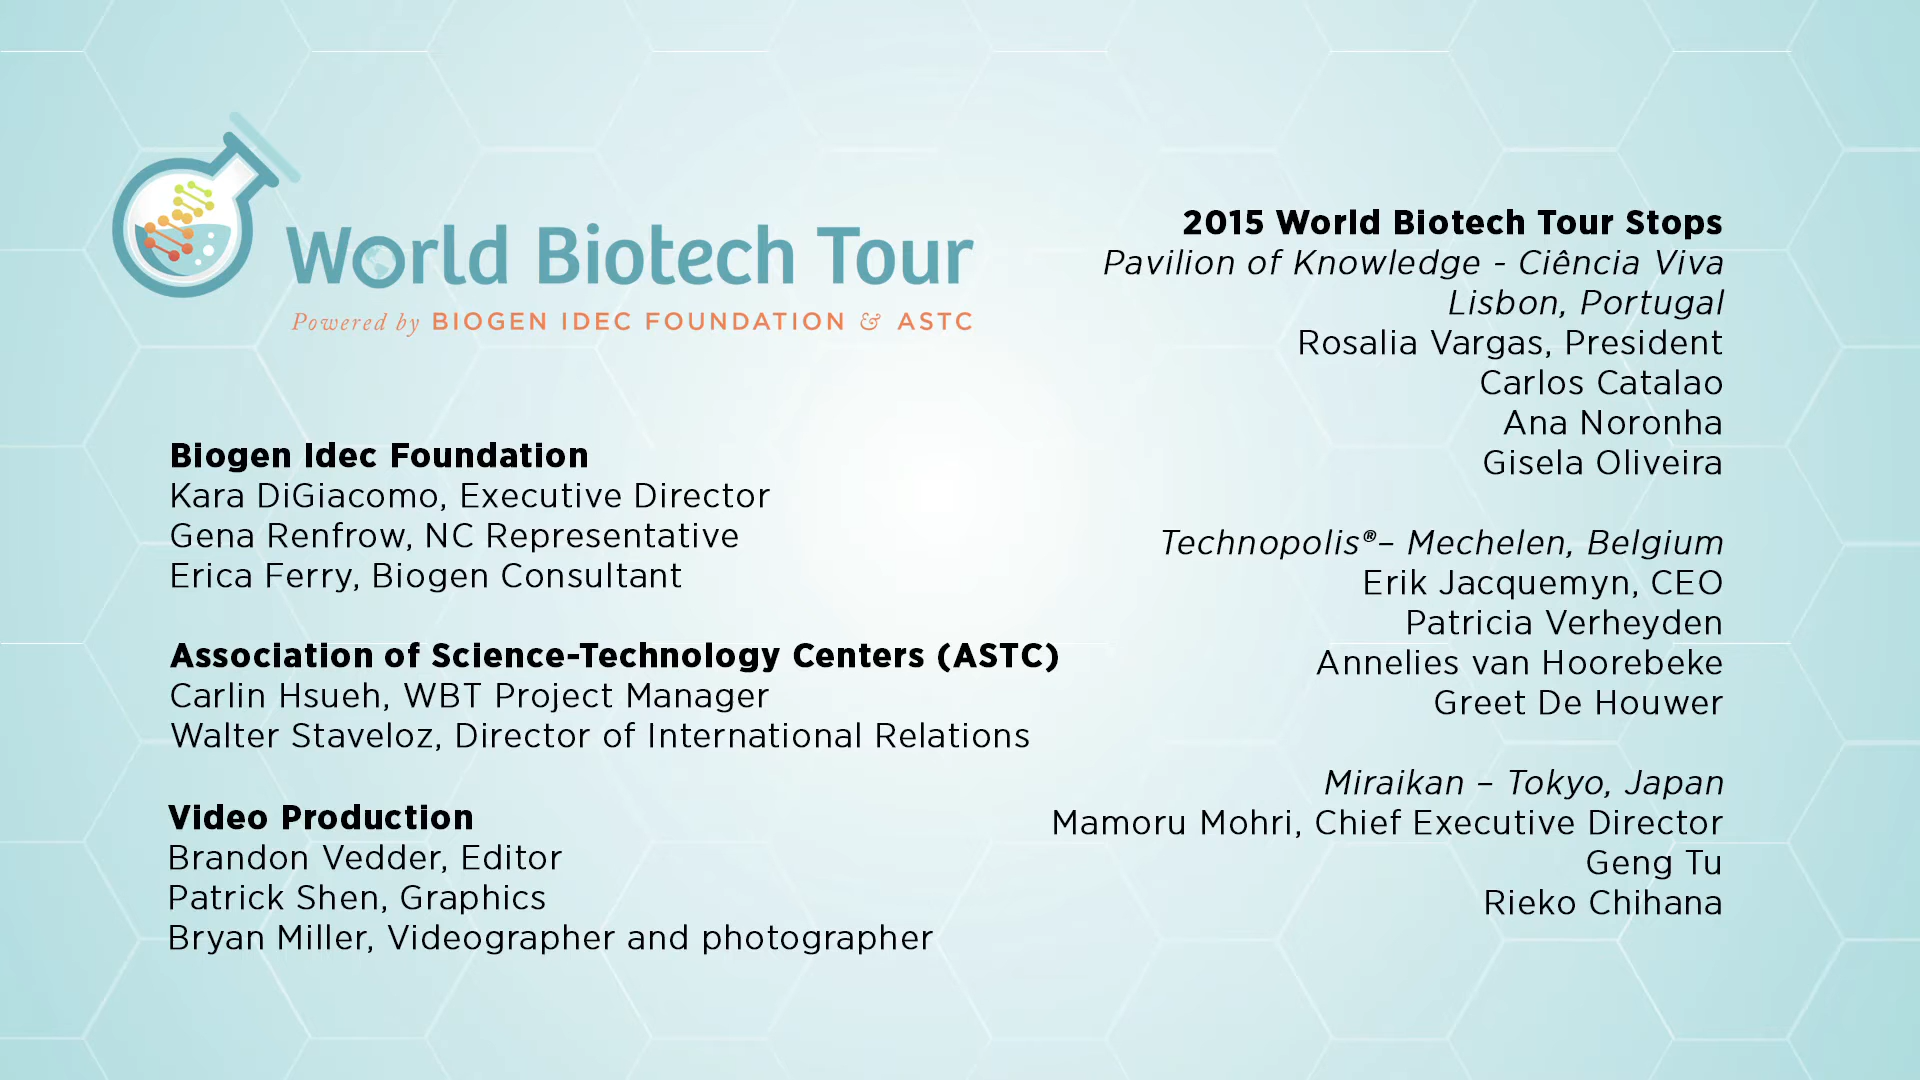 World Biotech Tour
Powered by BIOGEN IDEC FOUNDATION & ASTC
Biogen Idec Foundation
Kara DiGiacomo, Executive Director
Gena Renfrow, NC Representative
Erica Ferry, Biogen Consultant
Association of Science-Technology Centers (ASTC)
Carlin Hsueh, WBT Project Manager
Walter Staveloz, Director of International Relations
Video Production
Brandon Vedder, Editor
Patrick Shen, Graphics
Bryan Miller, Videographer and photographer
2015 World Biotech Tour Stops
Pavilion of Knowledge - Ciência Viva
Lisbon, Portugal
Rosalia Vargas, President
Carlos Catalao
Ana Noronha
Gisela Oliveira
Technopolis®– Mechelen, Belgium
Erik Jacquemyn, CEO
Patricia Verheyden
Annelies van Hoorebeke
Greet De Houwer
Miraikan – Tokyo, Japan
Mamoru Mohri, Chief Executive Director
Geng Tu
Rieko Chihana